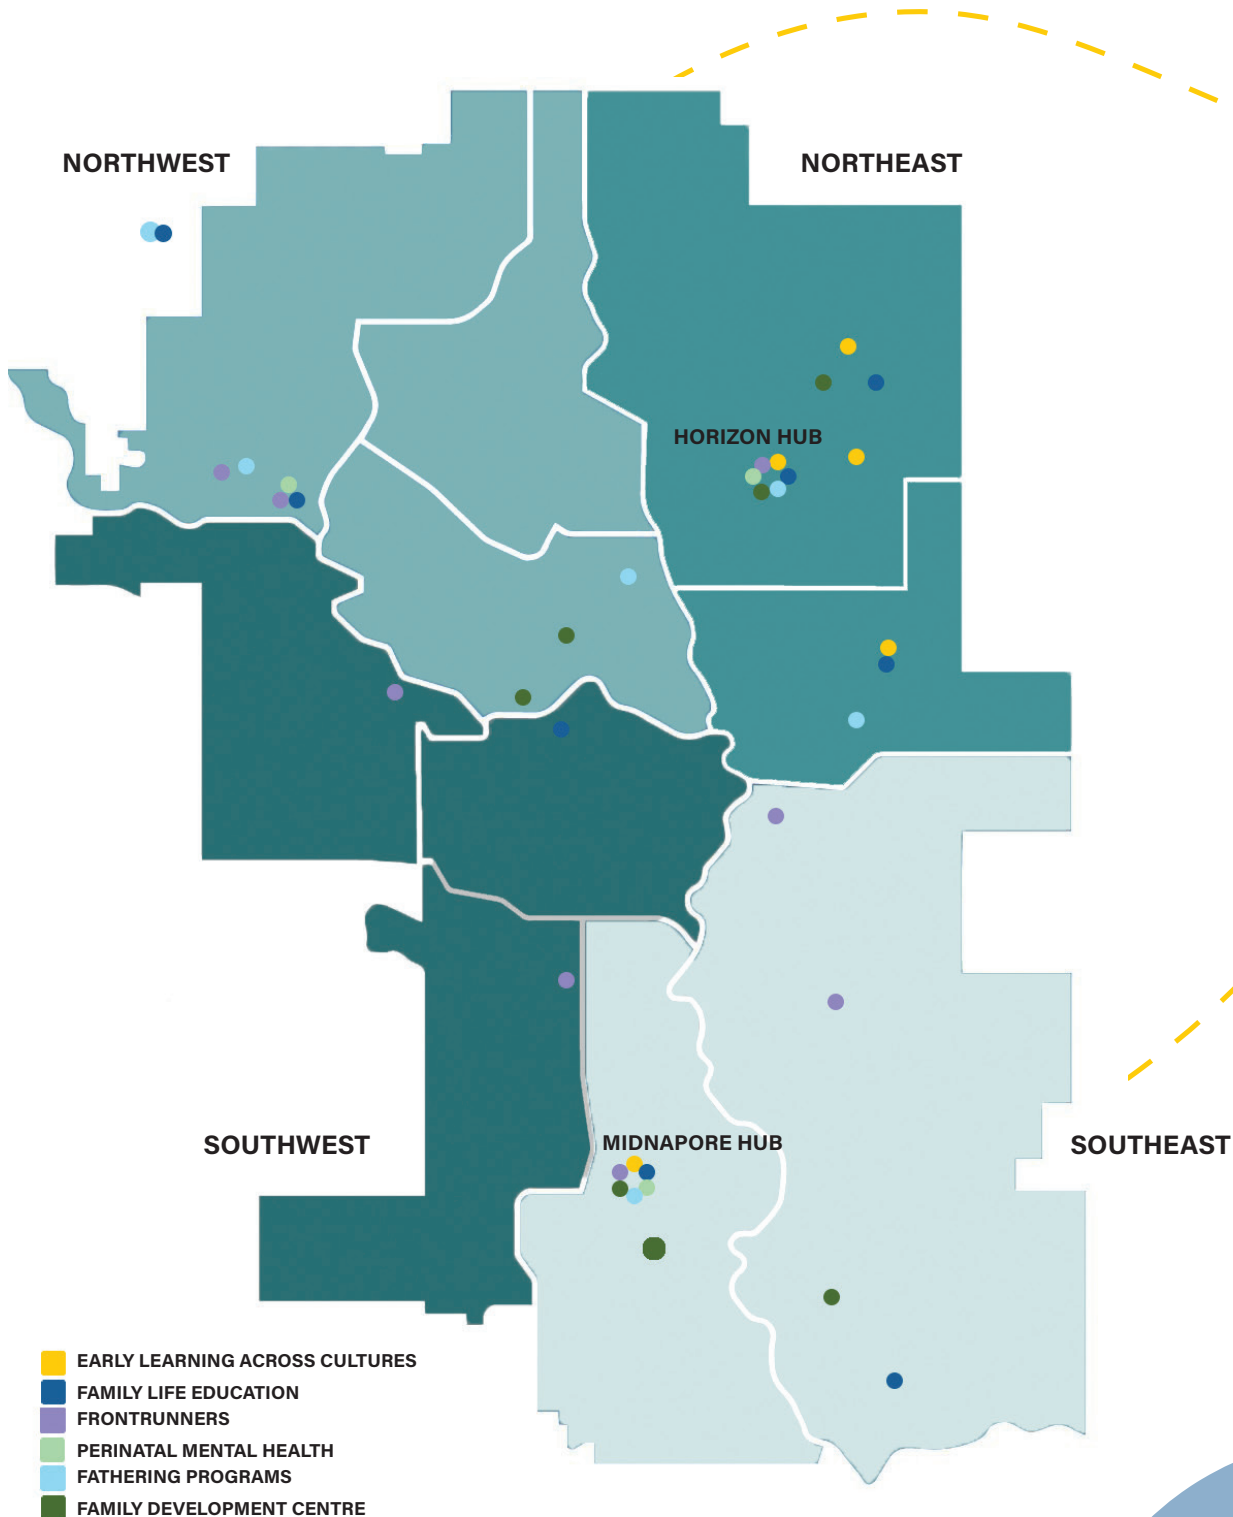 NORTHWEST
NORTHEAST
HORIZON HUB
SOUTHWEST
MIDNAPORE HUB
SOUTHEAST
EARLY LEARNING ACROSS CULTURES
FAMILY LIFE EDUCATION
FRONTRUNNERS
PERINATAL MENTAL HEALTH
FATHERING PROGRAMS
FAMILY DEVELOPMENT CENTRE